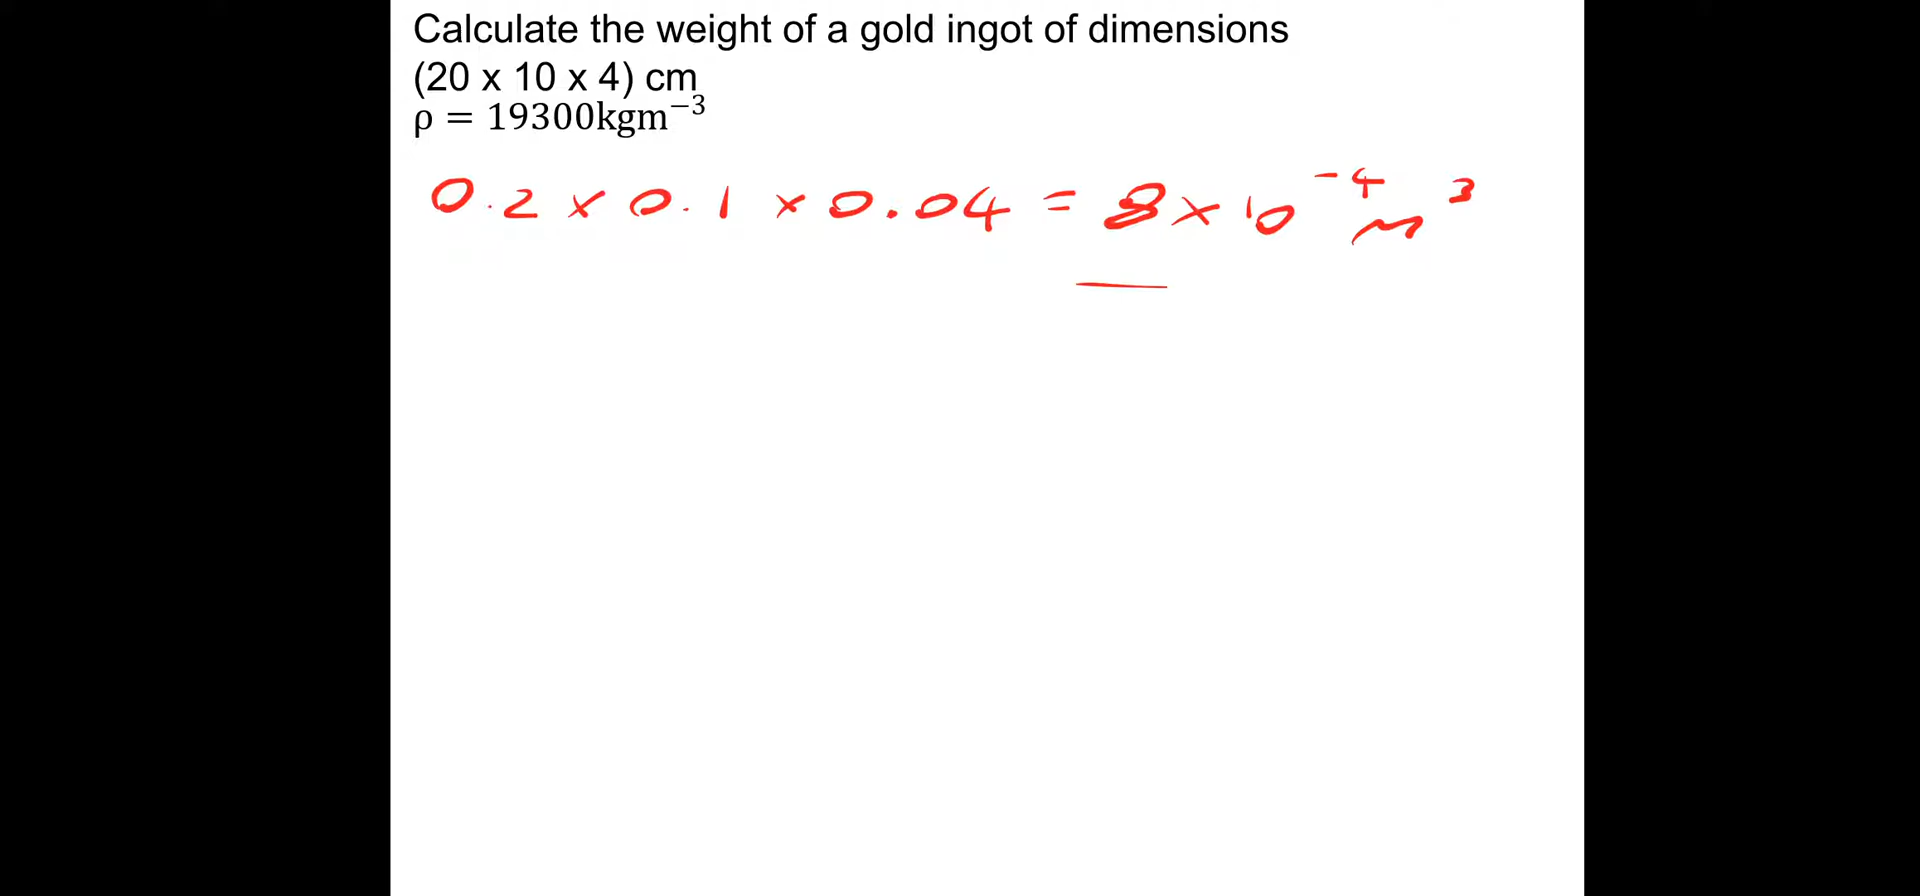 Calculate the weight of a gold ingot of dimensions
(20 x 10 x 4) cm
ρ = 19300kgm⁻³
0.2 × 0.1 × 0.04 = 8 × 10⁻⁴ m³